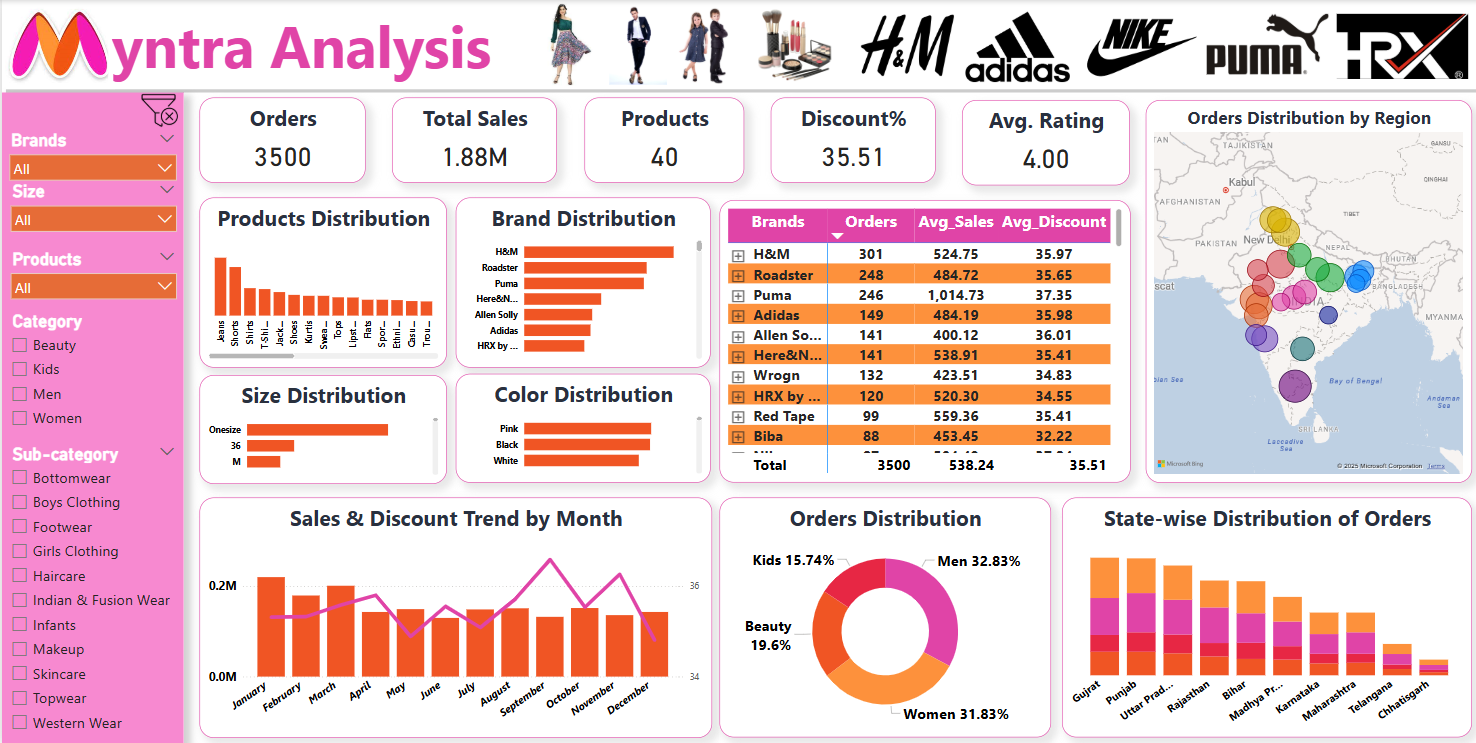 Myntra Analysis
H&M
adidas
NIKE
PUMA
HRX
Brands
All
Size
All
Products
All
Category
Beauty
Kids
Men
Women
Sub-category
Bottomwear
Boys Clothing
Footwear
Girls Clothing
Haircare
Indian & Fusion Wear
Infants
Makeup
Skincare
Topwear
Western Wear
Orders
3500
Total Sales
1.88M
Products
40
Discount%
35.51
Avg. Rating
4.00
Products Distribution
Jeans
Shorts
Shirts
T-Shi...
Jack...
Shoes
Kurtis
Swea...
Tops
Lipst...
Flats
Spor...
Ethni...
Casu...
Trou...
Brand Distribution
H&M
Roadster
Puma
Here&N...
Allen Solly
Adidas
HRX by ...
Size Distribution
Onesize
36
M
Color Distribution
Pink
Black
White
Brands Orders Avg_Sales Avg_Discount
H&M 301 524.75 35.97
Roadster 248 484.72 35.65
Puma 246 1,014.73 37.35
Adidas 149 484.19 35.98
Allen So... 141 400.12 36.01
Here&N... 141 538.91 35.41
Wrogn 132 423.51 34.83
HRX by ... 120 520.30 34.55
Red Tape 99 559.36 35.41
Biba 88 453.45 32.22
Total 3500 538.24 35.51
Orders Distribution by Region
TAJIKISTAN
GANSU
Kabul
QINGHAI
AFGHANISTAN
TIBET
PAKISTAN
New Delhi
NEPAL
BHUTAN
scat
BANGLADESH
MYANMA
Bay of Bengal
bian Sea
Andaman
Sea
SRI LANKA
Laccadive
Sea
Microsoft Bing
© 2025 Microsoft Corporation Terms
Sales & Discount Trend by Month
0.2M
0.0M
36
34
January
February
March
April
May
June
July
August
September
October
November
December
Orders Distribution
Kids 15.74%
Men 32.83%
Beauty
19.6%
Women 31.83%
State-wise Distribution of Orders
Gujrat
Punjab
Uttar Prad...
Rajasthan
Bihar
Madhya Pr...
Karnataka
Maharashtra
Telangana
Chhatisgarh